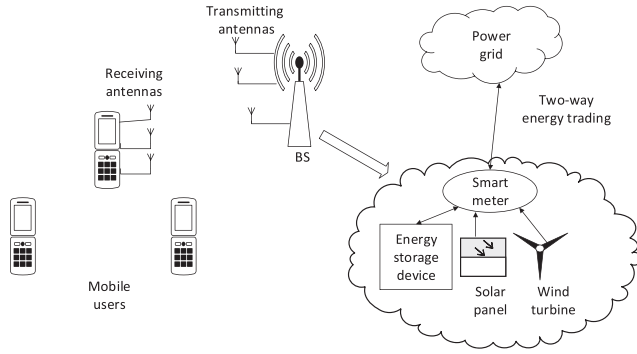 Transmitting
antennas
Power
grid
Receiving
antennas
Two-way
energy trading
BS
Smart
meter
Energy
storage
device
Solar
panel
Wind
turbine
Mobile
users